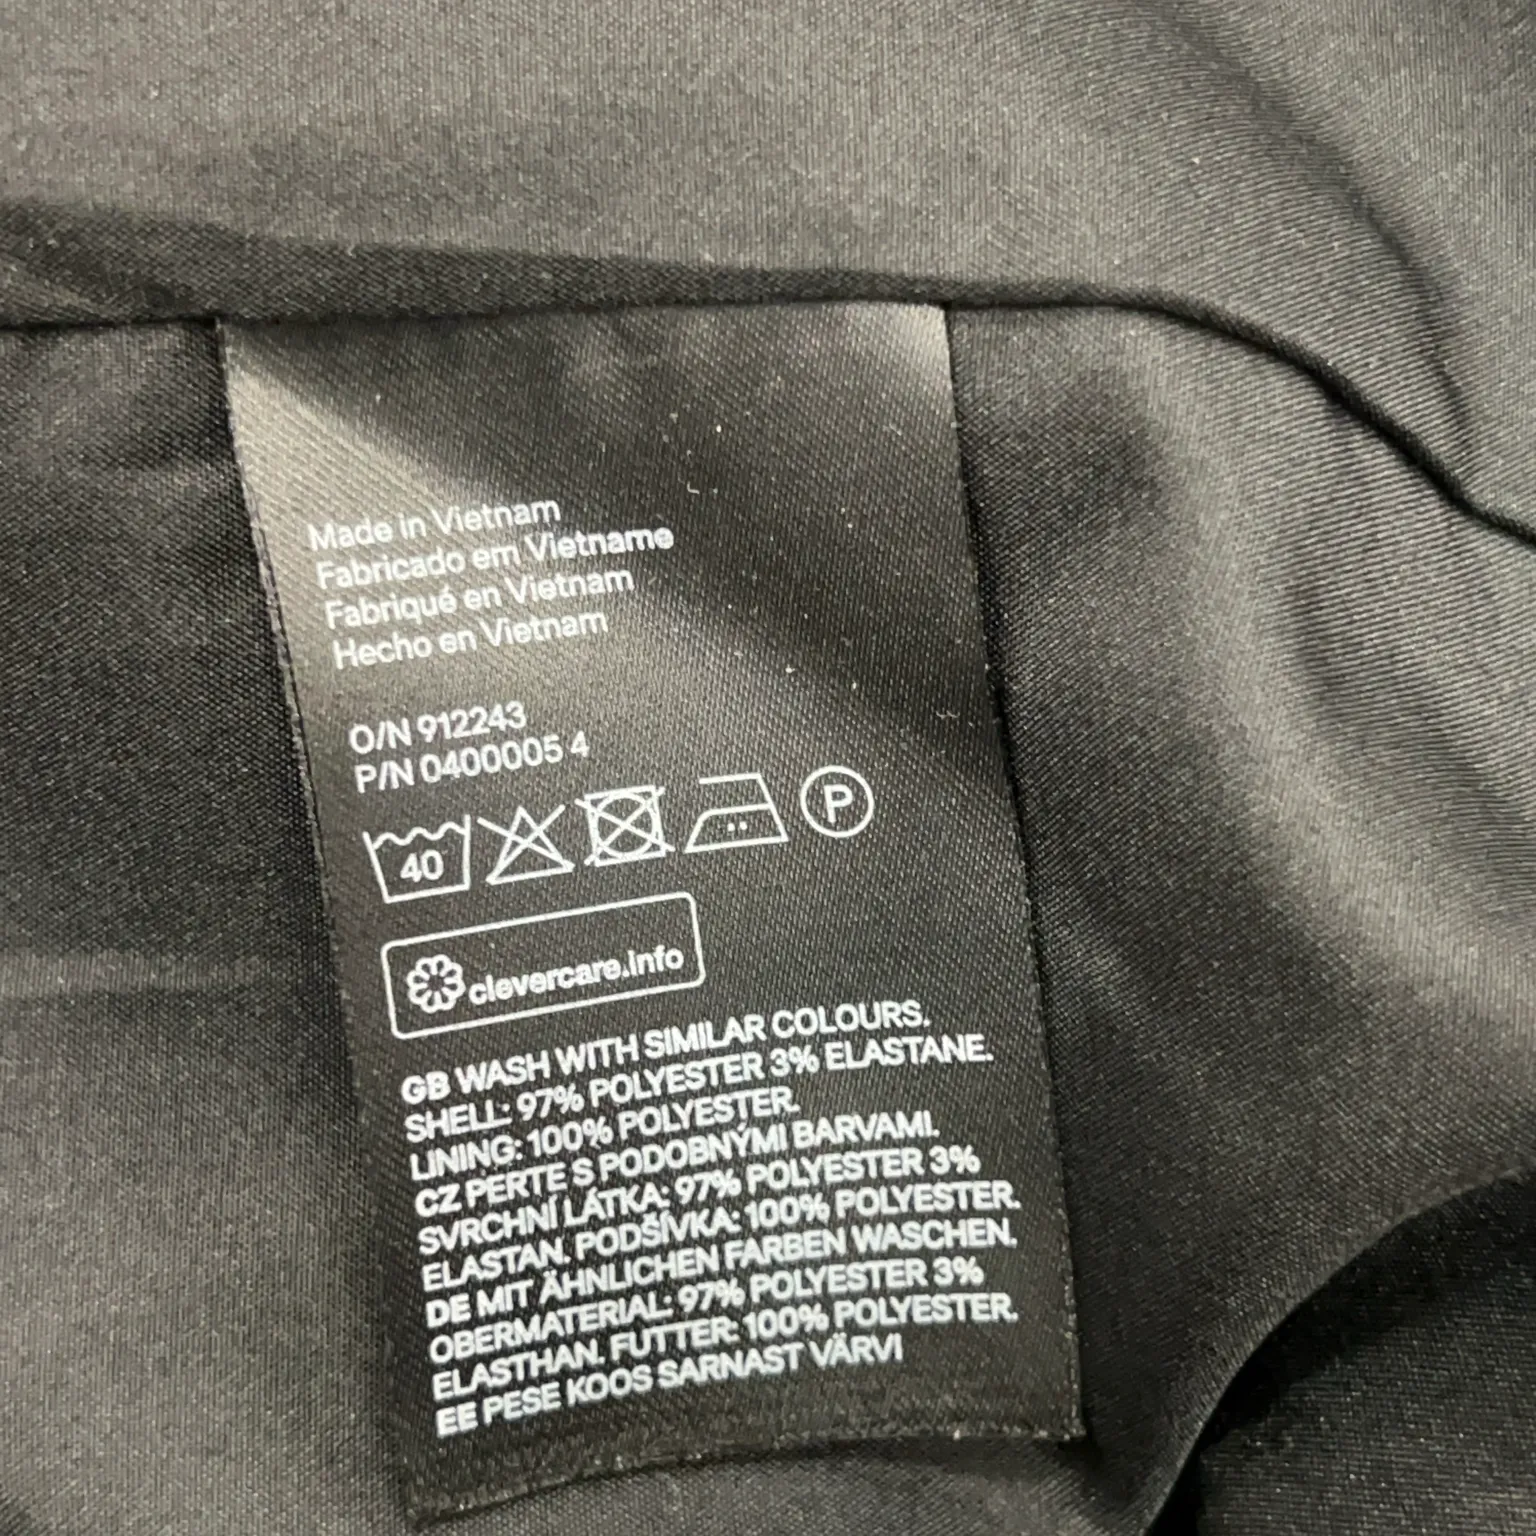 Made in Vietnam
Fabricado em Vietname
Fabriqué en Vietnam
Hecho en Vietnam
O/N 912243
P/N 0400005 4
40 P
clevercare.info
GB WASH WITH SIMILAR COLOURS.
SHELL: 97% POLYESTER 3% ELASTANE.
LINING: 100% POLYESTER.
CZ PERTE S PODOBNÝMI BARVAMI.
SVRCHNÍ LÁTKA: 97% POLYESTER 3%
ELASTAN. PODŠÍVKA: 100% POLYESTER.
DE MIT ÄHNLICHEN FARBEN WASCHEN.
OBERMATERIAL: 97% POLYESTER 3%
ELASTHAN. FUTTER: 100% POLYESTER.
EE PESE KOOS SARNAST VÄRVI